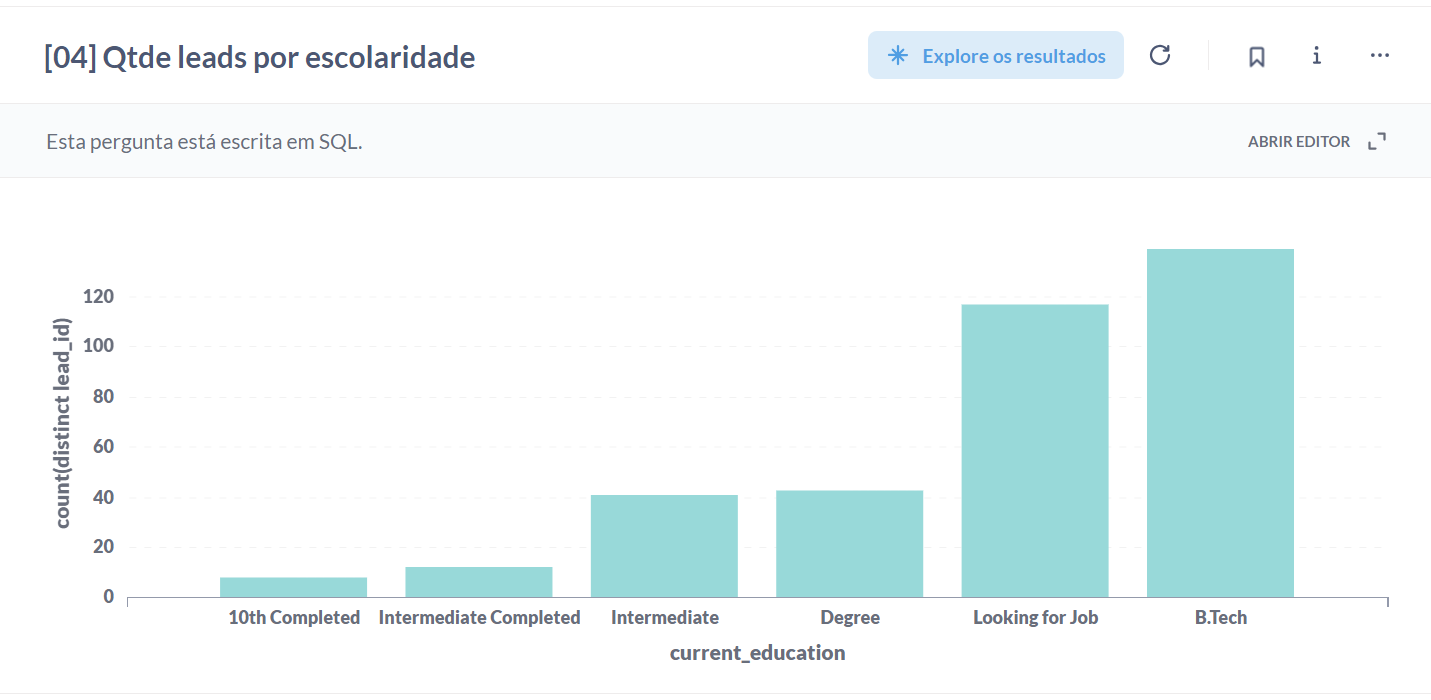 [04] Qtde leads por escolaridade
Explore os resultados
Esta pergunta está escrita em SQL.
ABRIR EDITOR
count(distinct lead_id)
120
100
80
60
40
20
0
10th Completed
Intermediate Completed
Intermediate
Degree
Looking for Job
B.Tech
current_education